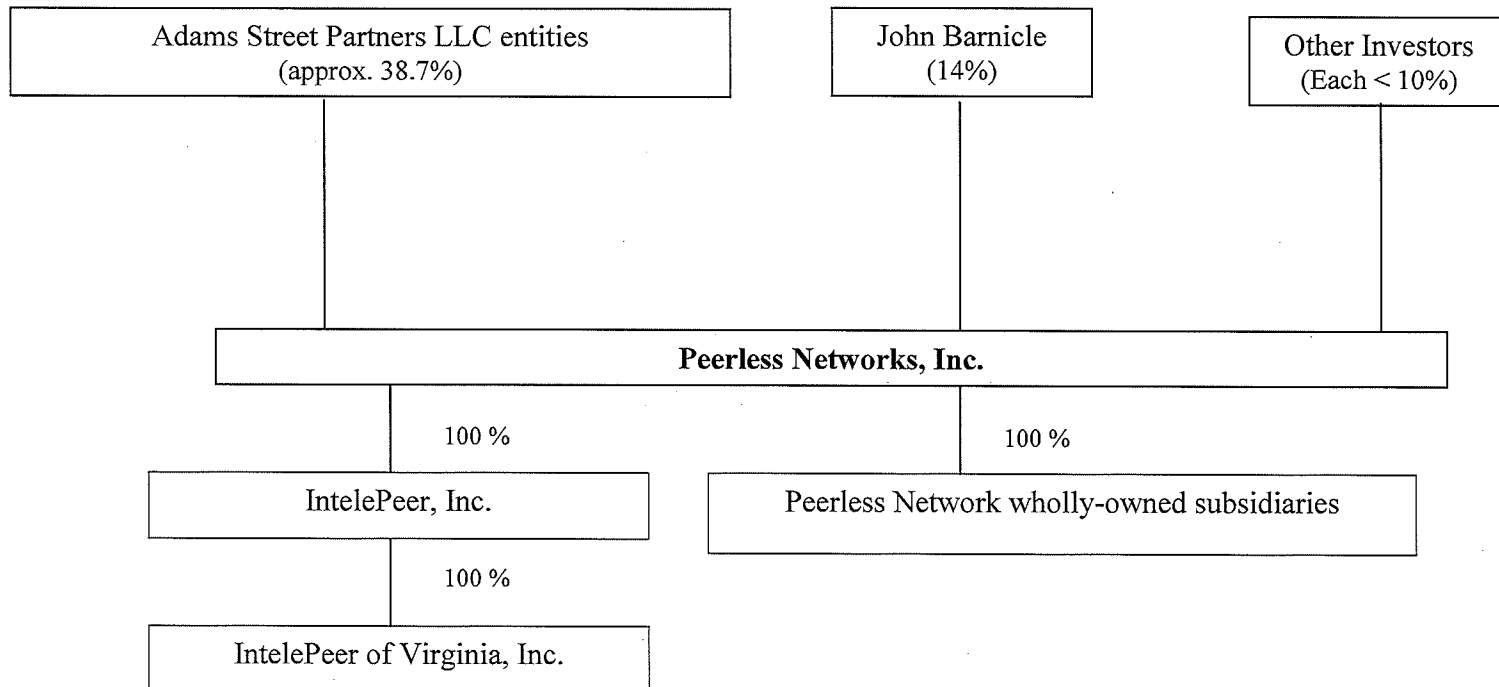 Adams Street Partners LLC entities
(approx. 38.7%)
John Barnicle
(14%)
Other Investors
(Each < 10%)
Peerless Networks, Inc.
100 %
100 %
IntelePeer, Inc.
Peerless Network wholly-owned subsidiaries
100 %
IntelePeer of Virginia, Inc.